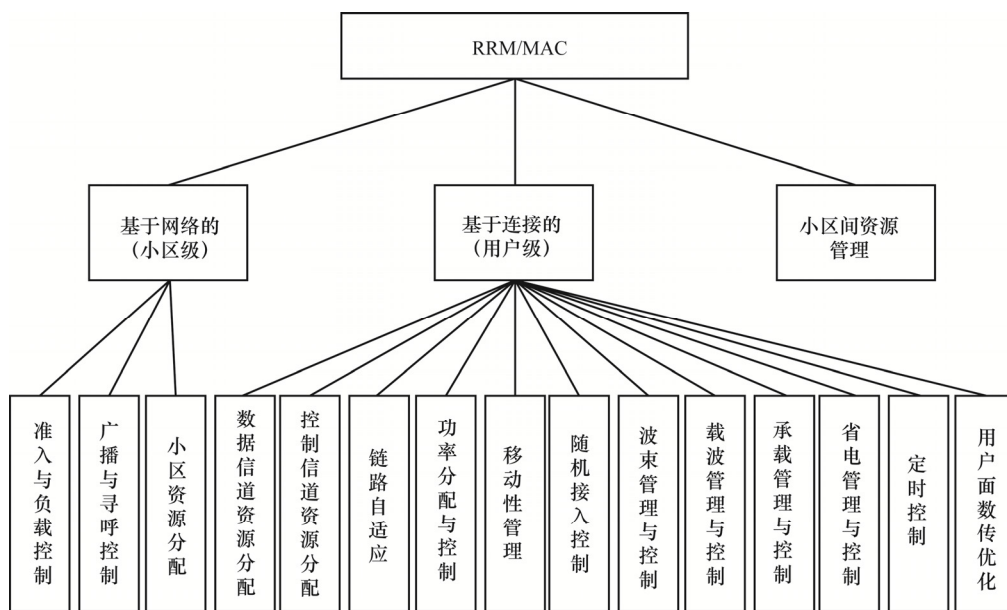 RRM/MAC
基于网络的
（小区级）
基于连接的
（用户级）
小区间资源
管理
准入与负载控制
广播与寻呼控制
小区资源分配
数据信道资源分配
控制信道资源分配
链路自适应
功率分配与控制
移动性管理
随机接入控制
波束管理与控制
载波管理与控制
承载管理与控制
省电管理与控制
定时控制
用户面数传优化